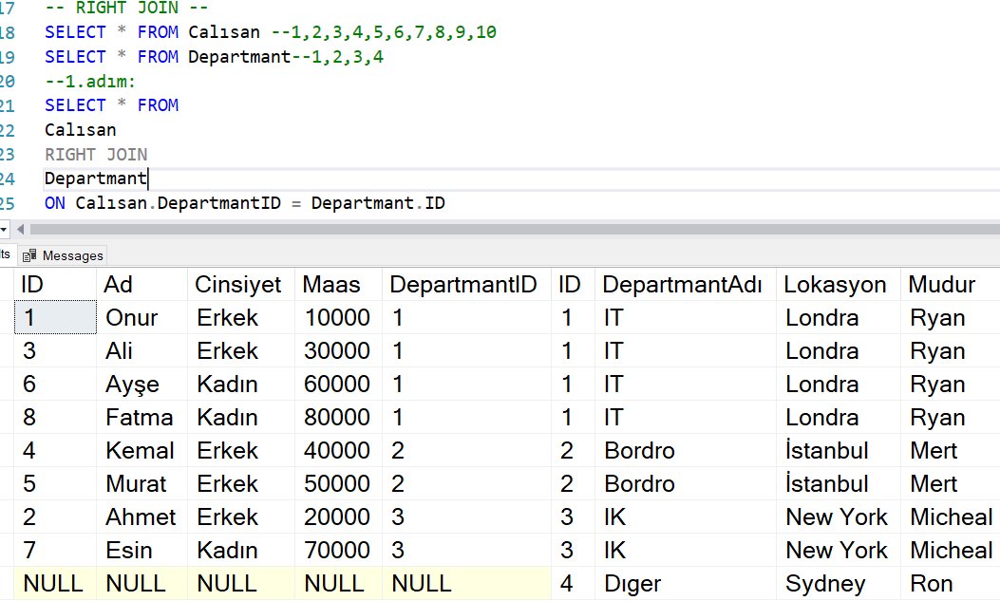 17 -- RIGHT JOIN --
18 SELECT * FROM Calısan --1,2,3,4,5,6,7,8,9,10
19 SELECT * FROM Departmant--1,2,3,4
20 --1.adım:
21 SELECT * FROM
22 Calısan
23 RIGHT JOIN
24 Departmant
25 ON Calısan.DepartmantID = Departmant.ID
lts Messages
ID Ad Cinsiyet Maas DepartmantID ID DepartmantAdı Lokasyon Mudur
1 Onur Erkek 10000 1 1 IT Londra Ryan
3 Ali Erkek 30000 1 1 IT Londra Ryan
6 Ayşe Kadın 60000 1 1 IT Londra Ryan
8 Fatma Kadın 80000 1 1 IT Londra Ryan
4 Kemal Erkek 40000 2 2 Bordro İstanbul Mert
5 Murat Erkek 50000 2 2 Bordro İstanbul Mert
2 Ahmet Erkek 20000 3 3 IK New York Micheal
7 Esin Kadın 70000 3 3 IK New York Micheal
NULL NULL NULL NULL NULL 4 Dıger Sydney Ron